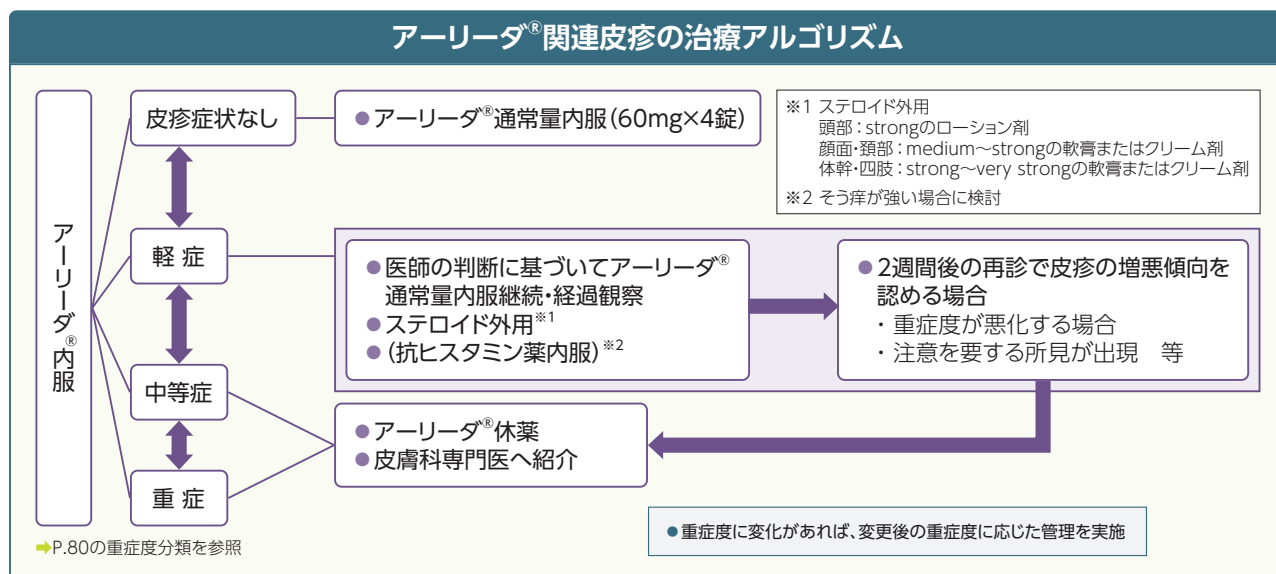 アーリーダ®関連皮疹の治療アルゴリズム
アーリーダ®内服
皮疹症状なし
●アーリーダ®通常量内服(60mg×4錠)
※1 ステロイド外用
頭部：strongのローション剤
顔面・頚部：medium〜strongの軟膏またはクリーム剤
体幹・四肢：strong〜very strongの軟膏またはクリーム剤
※2 そう痒が強い場合に検討
軽 症
●医師の判断に基づいてアーリーダ®
通常量内服継続・経過観察
●ステロイド外用※1
●(抗ヒスタミン薬内服)※2
●2週間後の再診で皮疹の増悪傾向を
認める場合
・重症度が悪化する場合
・注意を要する所見が出現　等
中等症
●アーリーダ®休薬
●皮膚科専門医へ紹介
重 症
●重症度に変化があれば、変更後の重症度に応じた管理を実施
➡P.80の重症度分類を参照